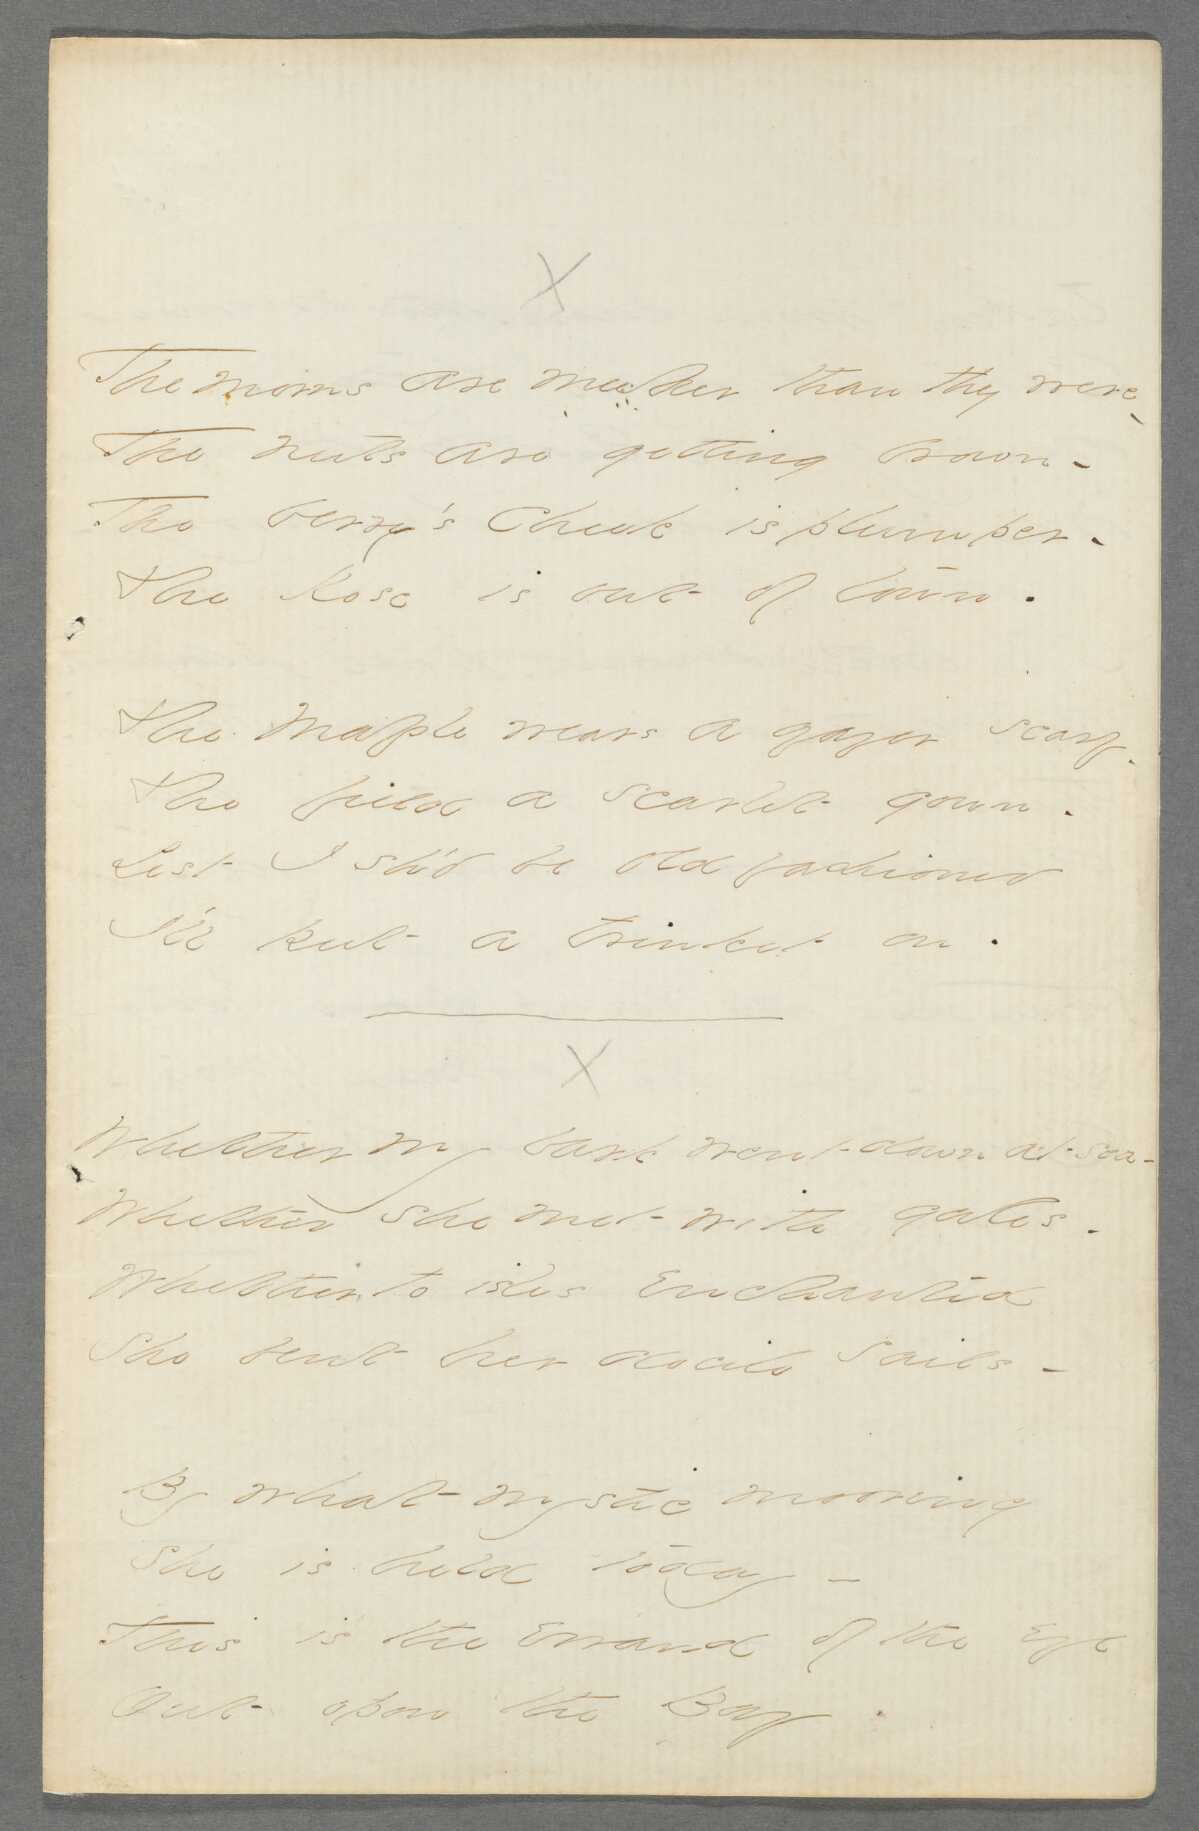 X
The morns are meeker than they were -
The nuts are getting brown -
The berry's cheek is plumper -
The Rose is out of town.
The Maple wears a gayer scarf -
The field a scarlet gown -
Lest I sh'd be old fashioned
I'll put a trinket on.
X
Whether my bark went down at sea -
Whether she met with gales -
Whether to isles Enchanted
She bent her docile sails -
By what mystic mooring
She is held today -
This is the Errand of the Eye
Out upon the Bay.